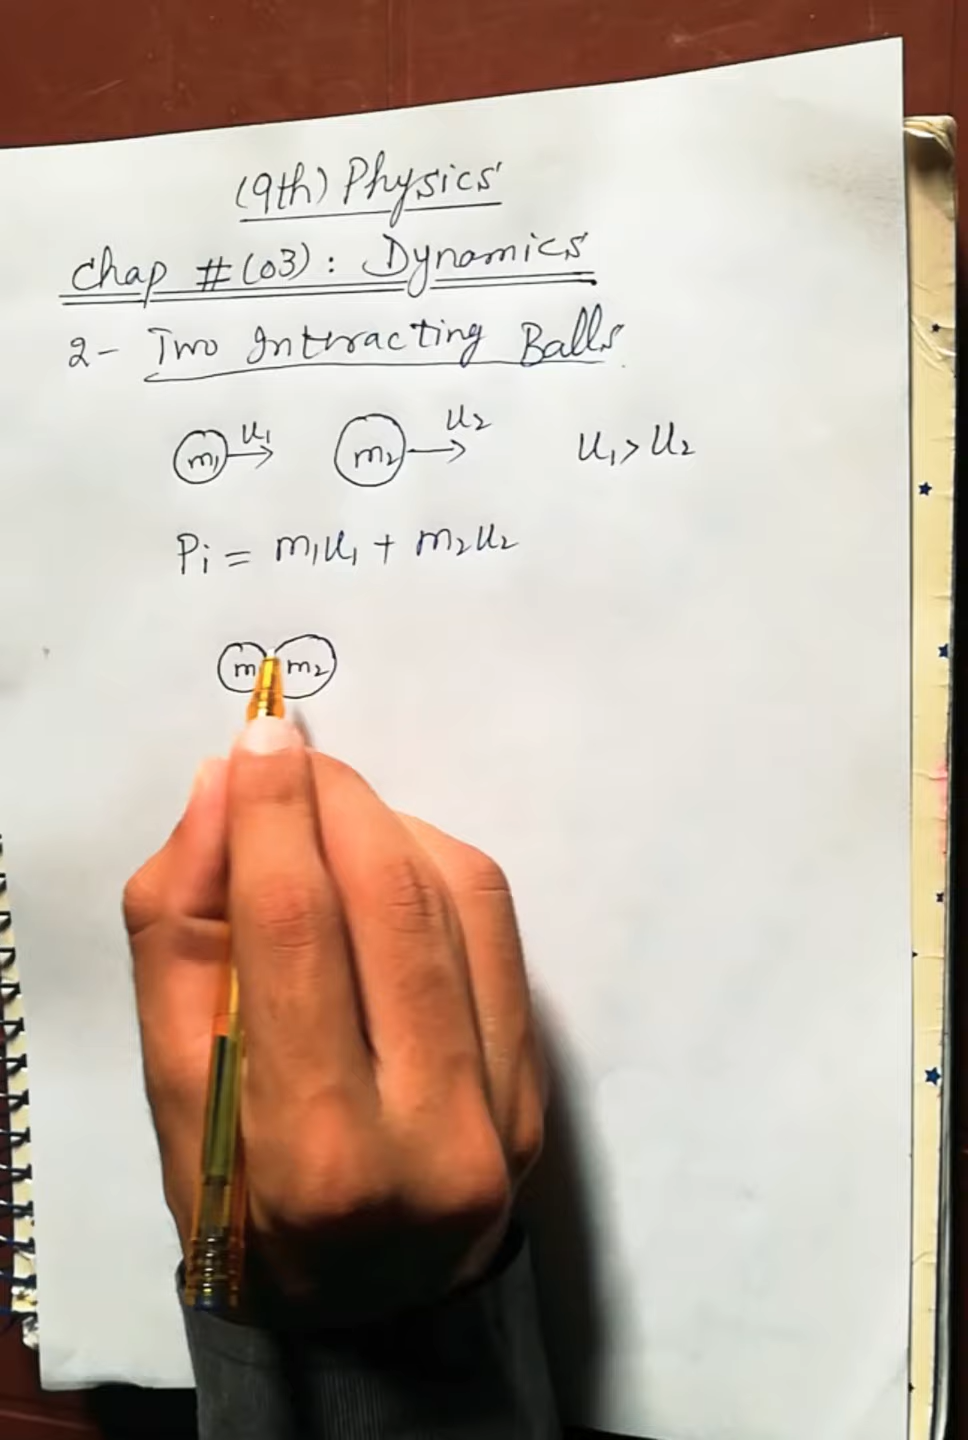 (9th) Physics
Chap #(03): Dynamics
2- Two Interacting Balls
m₁ u₁ m₂ u₂ u₁ > u₂
Pi = m₁u₁ + m₂u₂
m m₂